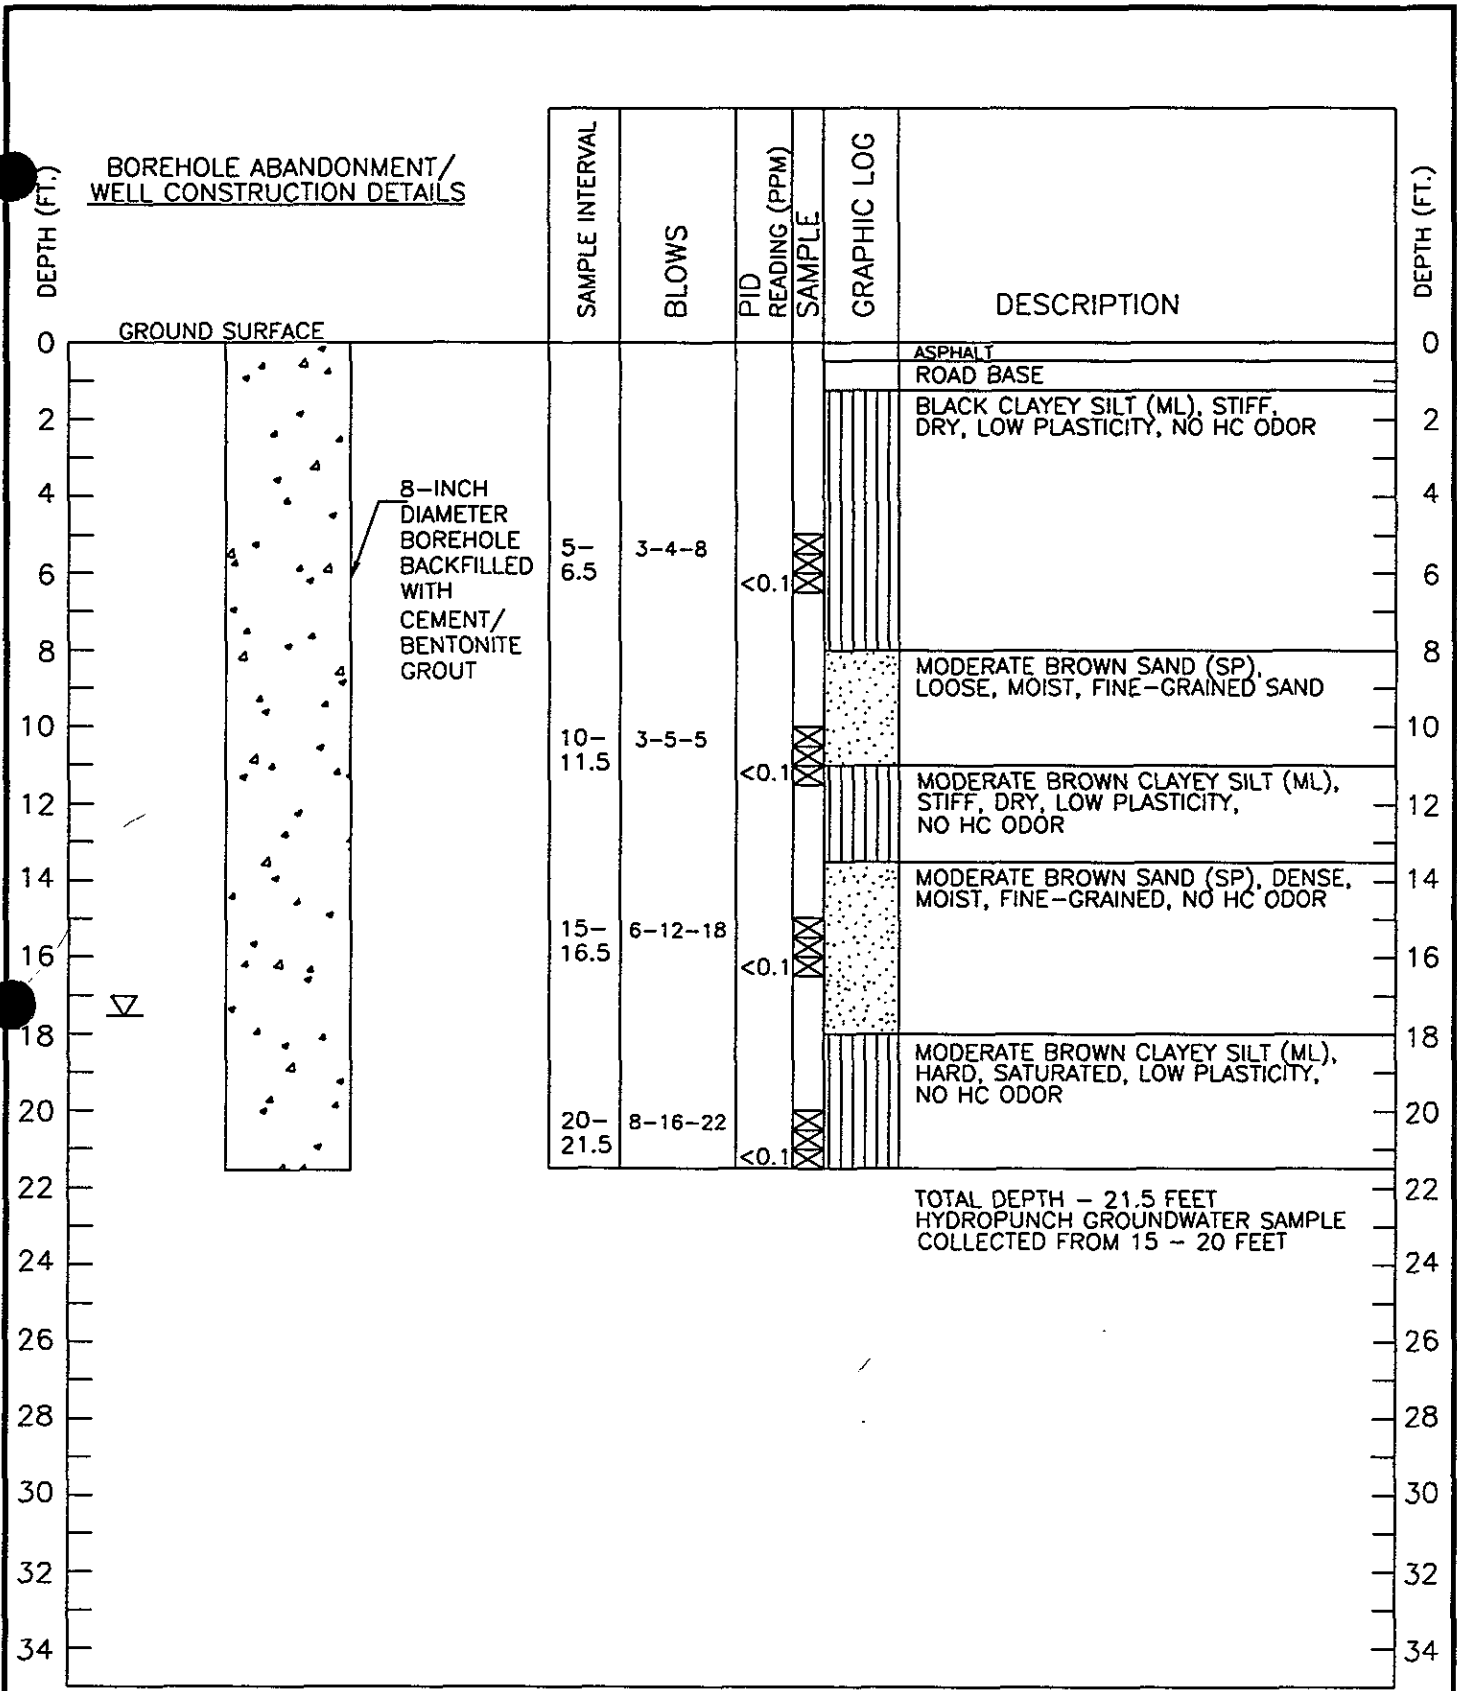 BOREHOLE ABANDONMENT/
WELL CONSTRUCTION DETAILS
DEPTH (FT.)
SAMPLE INTERVAL
BLOWS
PID
READING (PPM)
SAMPLE
GRAPHIC LOG
DESCRIPTION
DEPTH (FT.)
GROUND SURFACE
0
2
4
6
8
10
12
14
16
18
20
22
24
26
28
30
32
34
8-INCH
DIAMETER
BOREHOLE
BACKFILLED
WITH
CEMENT/
BENTONITE
GROUT
5-
6.5
3-4-8
<0.1
10-
11.5
3-5-5
<0.1
15-
16.5
6-12-18
<0.1
20-
21.5
8-16-22
<0.1
ASPHALT
ROAD BASE
BLACK CLAYEY SILT (ML), STIFF,
DRY, LOW PLASTICITY, NO HC ODOR
MODERATE BROWN SAND (SP),
LOOSE, MOIST, FINE-GRAINED SAND
MODERATE BROWN CLAYEY SILT (ML),
STIFF, DRY, LOW PLASTICITY,
NO HC ODOR
MODERATE BROWN SAND (SP), DENSE,
MOIST, FINE-GRAINED, NO HC ODOR
MODERATE BROWN CLAYEY SILT (ML),
HARD, SATURATED, LOW PLASTICITY,
NO HC ODOR
TOTAL DEPTH - 21.5 FEET
HYDROPUNCH GROUNDWATER SAMPLE
COLLECTED FROM 15 - 20 FEET
0
2
4
6
8
10
12
14
16
18
20
22
24
26
28
30
32
34